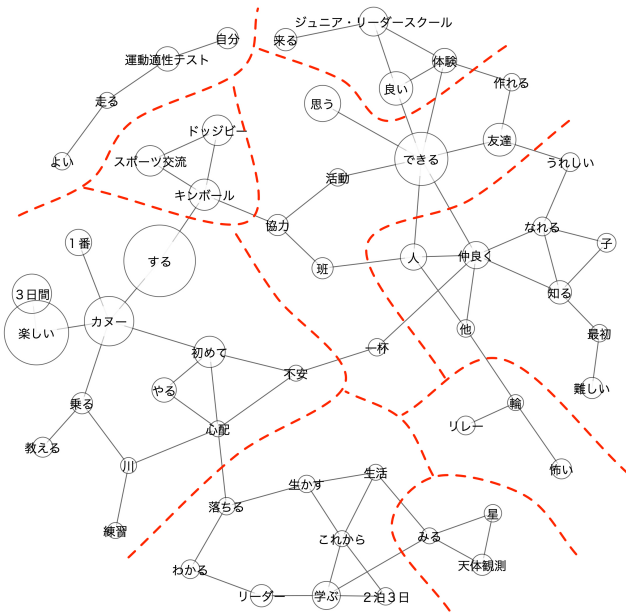 ジュニア・リーダースクール
自分
来る
運動適性テスト
体験
作れる
良い
走る
思う
ドッジビー
友達
よい
スポーツ交流
できる
うれしい
活動
キンボール
協力
なれる
1番
子
する
班
人
仲良く
3日間
知る
カヌー
楽しい
他
最初
初めて
一杯
不安
やる
難しい
乗る
輪
心配
リレー
教える
川
怖い
生活
生かす
落ちる
星
練習
これから
みる
わかる
天体観測
リーダー
学ぶ
2泊3日